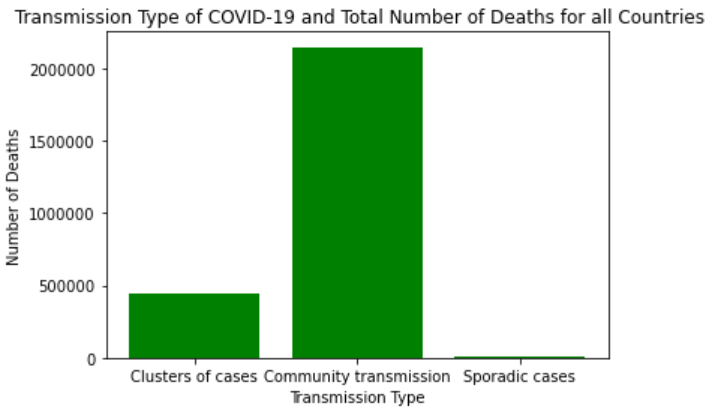 Transmission Type of COVID-19 and Total Number of Deaths for all Countries
Number of Deaths
2000000
1500000
1000000
500000
0
Clusters of cases Community transmission Sporadic cases
Transmission Type